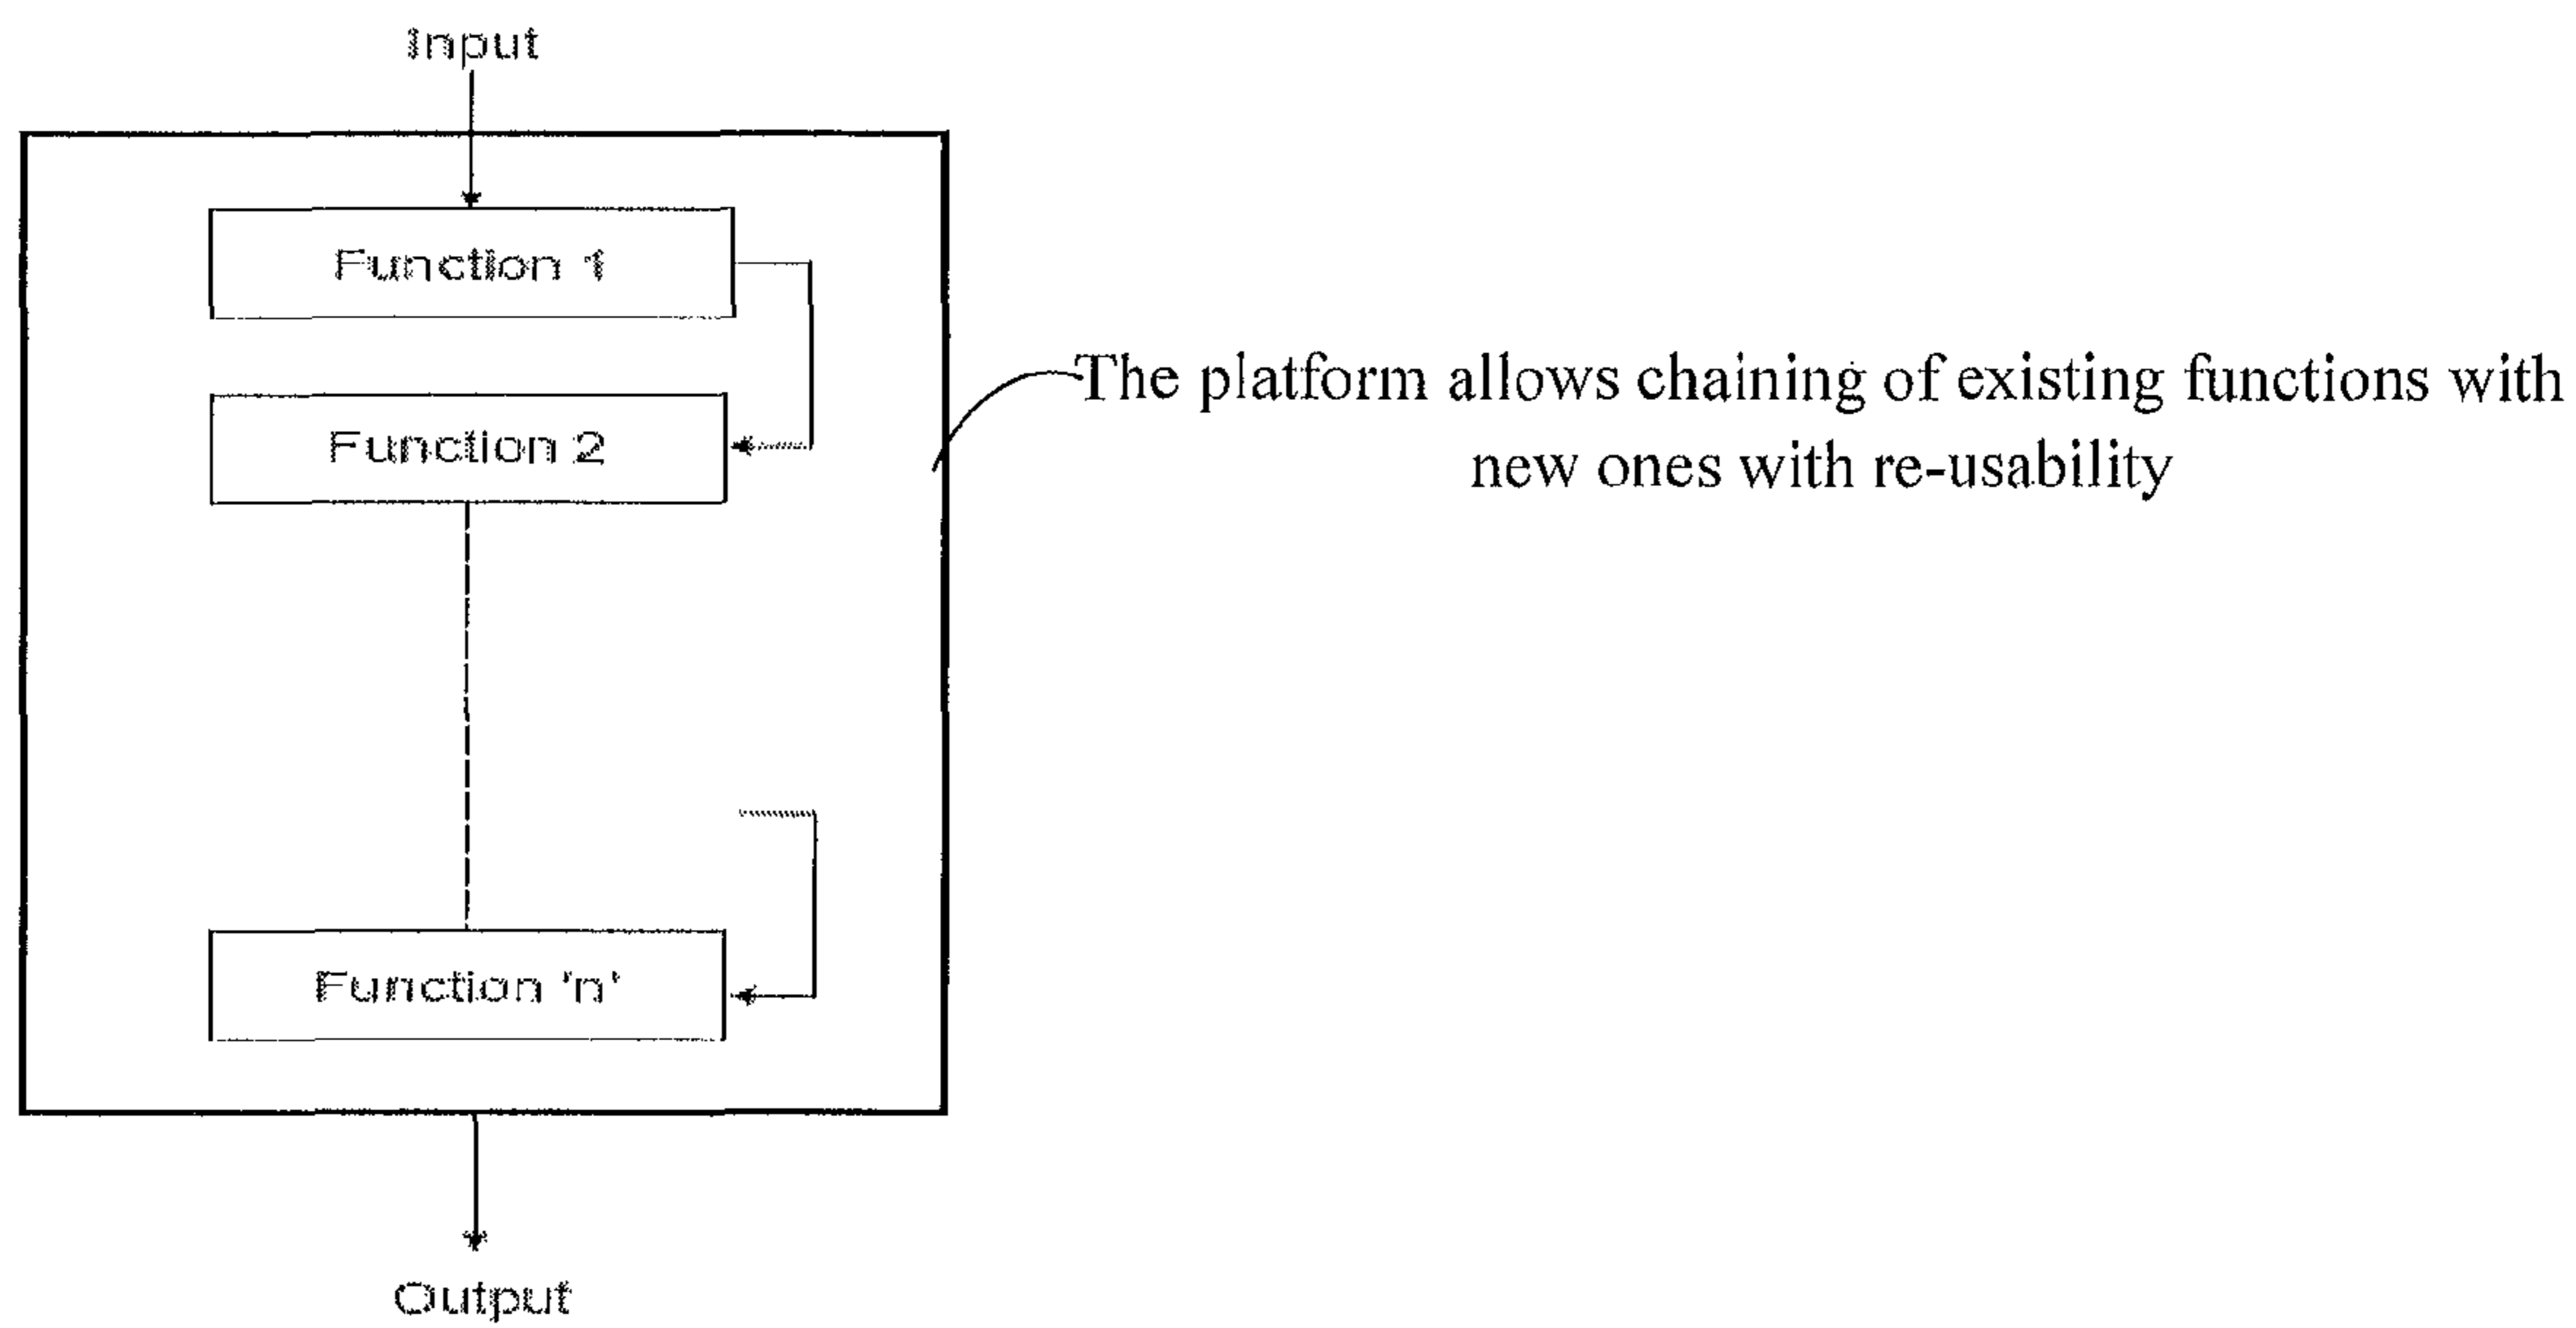 Input
Function 1
The platform allows chaining of existing functions with
new ones with re-usability
Function 2
Function 'n'
Output